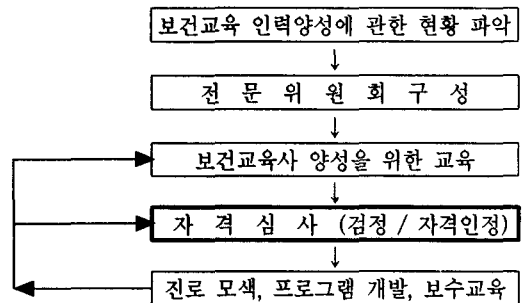 보건교육 인력양성에 관한 현황 파악
↓
전 문 위 원 회 구 성
↓
보건교육사 양성을 위한 교육
↓
자 격 심 사 (검정 / 자격인정)
↓
진로 모색, 프로그램 개발, 보수교육